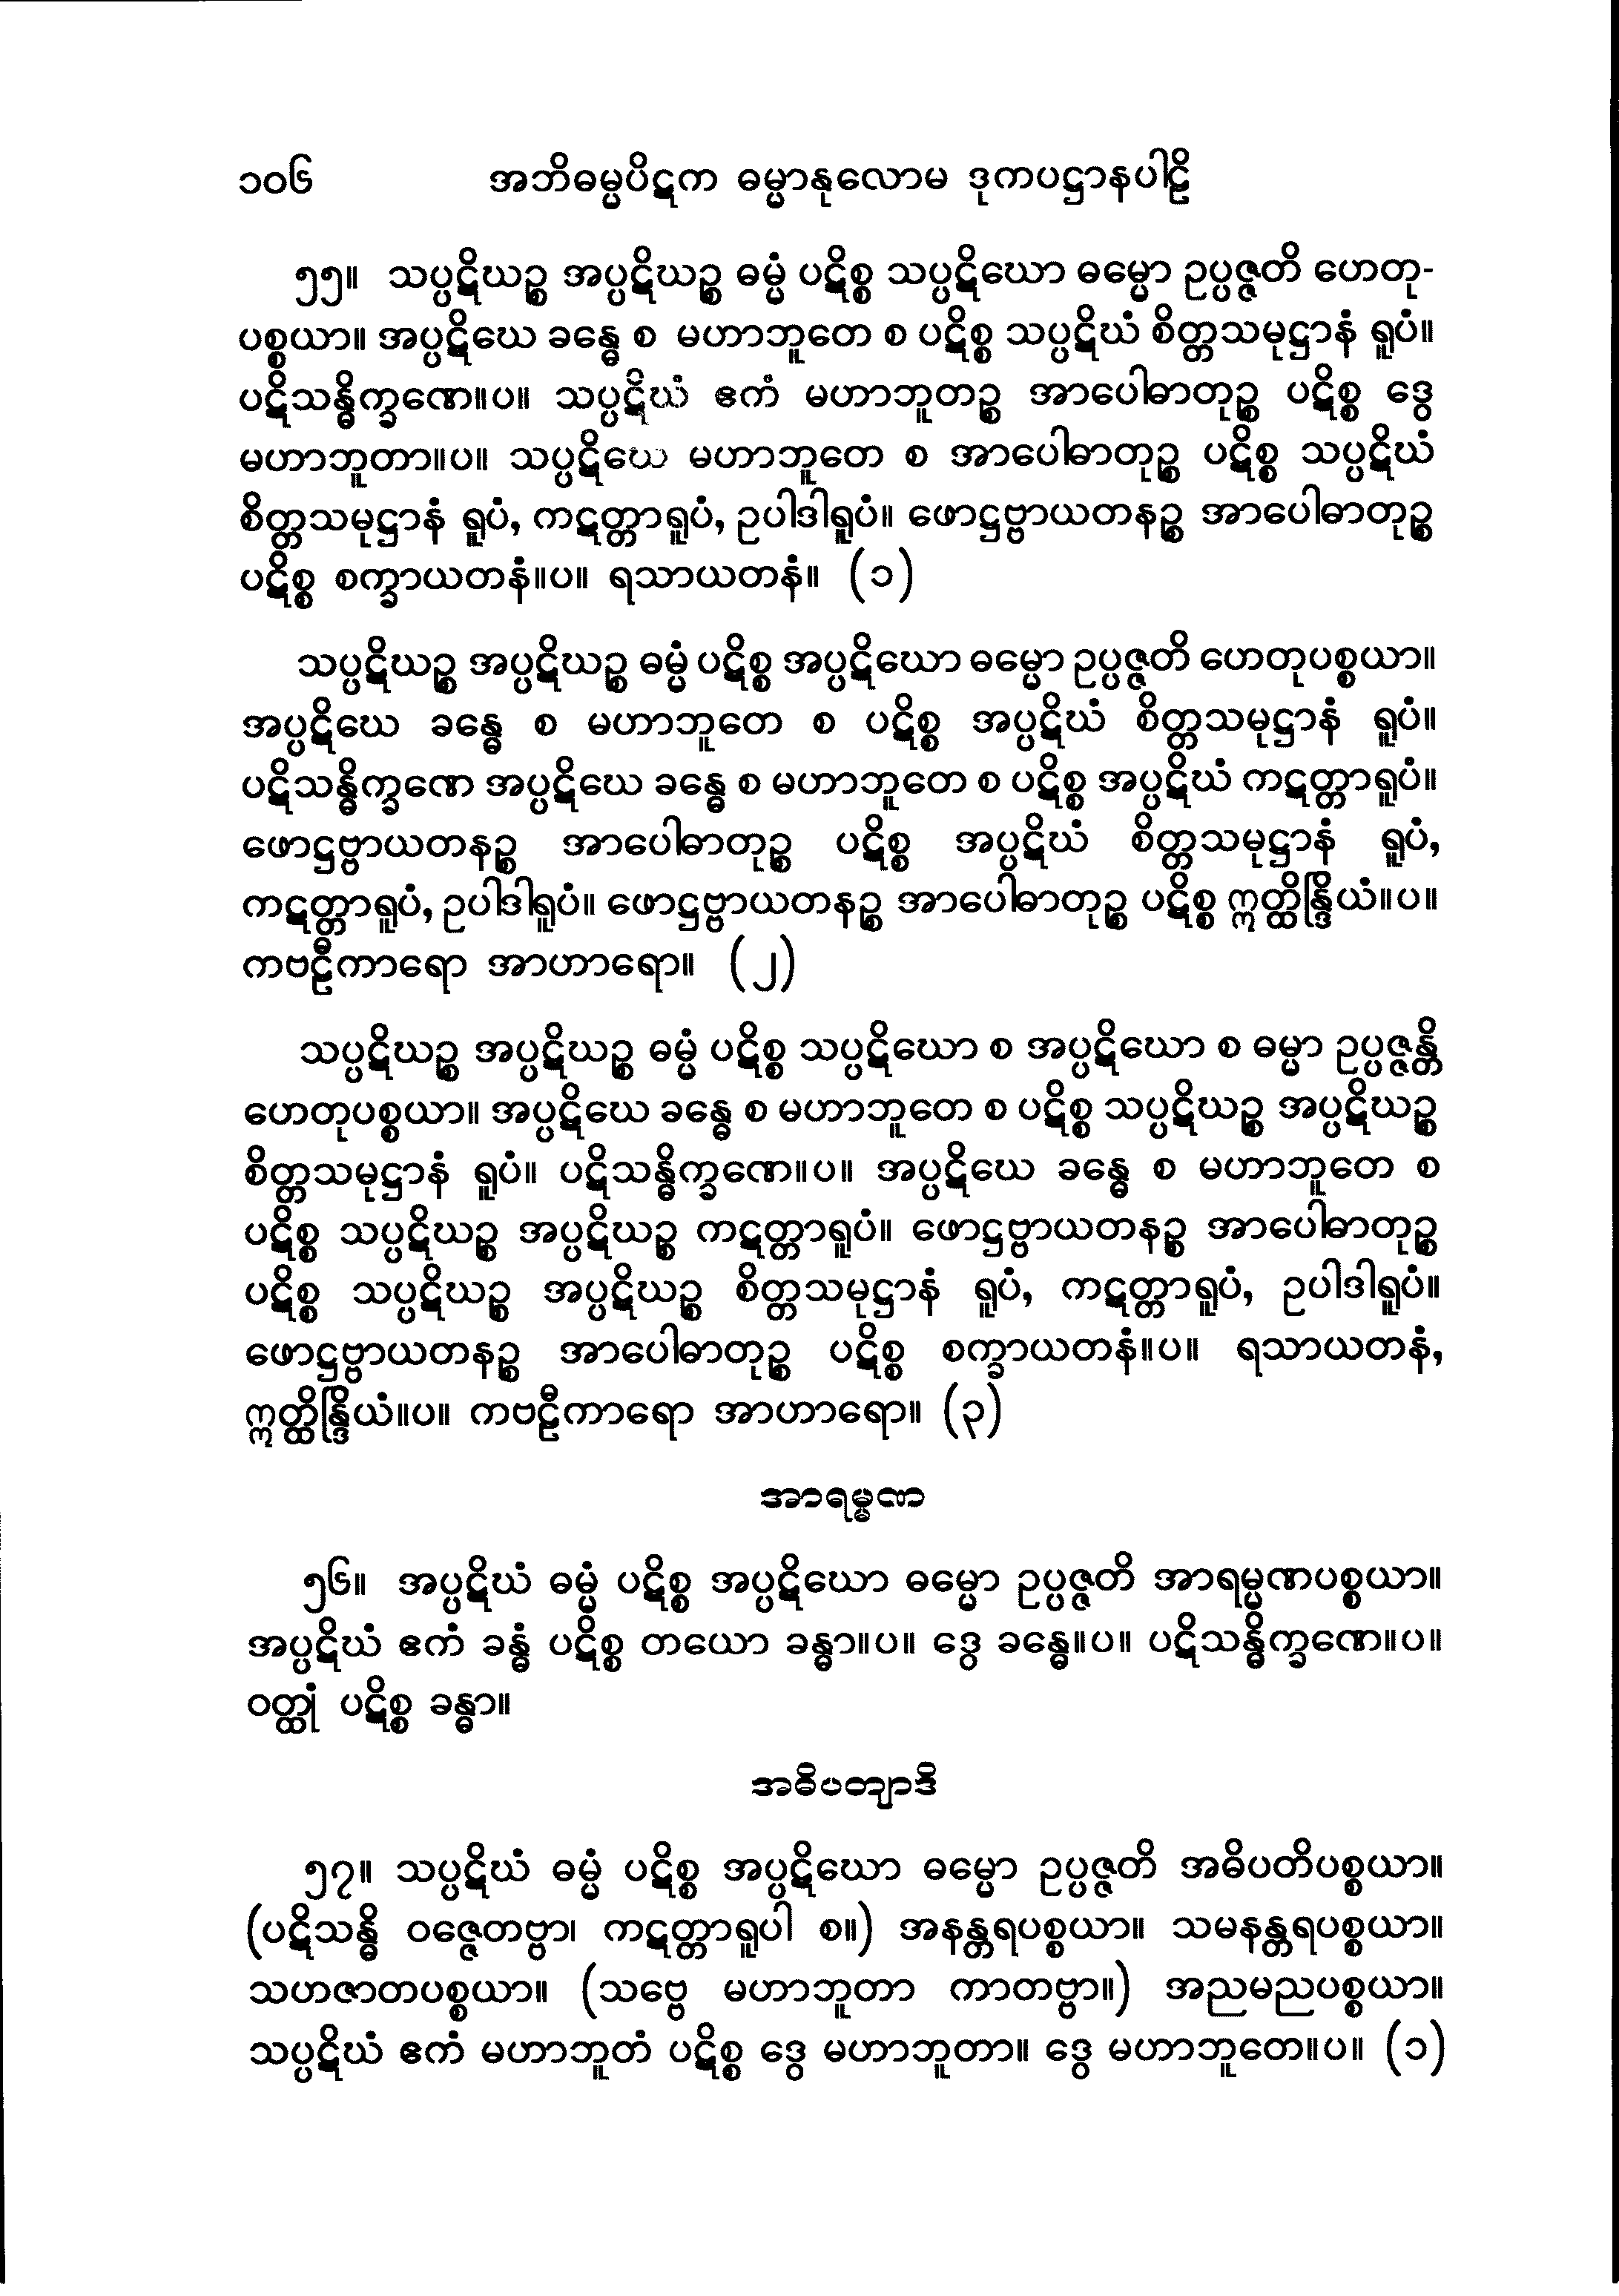 ၁၀၆ အဘိဓမ္မပိဋက ဓမ္မာနုလောမ ဒုကပဋ္ဌာနပါဠိ
၅၅။ သပ္ပဋိဃဉ္စ အပ္ပဋိဃဉ္စ ဓမ္မံ ပဋိစ္စ သပ္ပဋိဃော ဓမ္မော ဥပ္ပဇ္ဇတိ ဟေတု-
ပစ္စယာ။ အပ္ပဋိဃေ ခန္ဓေ စ မဟာဘူတေ စ ပဋိစ္စ သပ္ပဋိဃံ စိတ္တသမုဋ္ဌာနံ ရူပံ။
ပဋိသန္ဓိက္ခဏေ။ပ။ သပ္ပဋိဃံ ဧကံ မဟာဘူတဉ္စ အာပေါဓာတုဉ္စ ပဋိစ္စ ဒွေ
မဟာဘူတာ။ပ။ သပ္ပဋိဃေ မဟာဘူတေ စ အာပေါဓာတုဉ္စ ပဋိစ္စ သပ္ပဋိဃံ
စိတ္တသမုဋ္ဌာနံ ရူပံ, ကဋတ္တာရူပံ, ဥပါဒါရူပံ။ ဖောဋ္ဌဗ္ဗာယတနဉ္စ အာပေါဓာတုဉ္စ
ပဋိစ္စ စက္ခာယတနံ။ပ။ ရသာယတနံ။ (၁)
သပ္ပဋိဃဉ္စ အပ္ပဋိဃဉ္စ ဓမ္မံ ပဋိစ္စ အပ္ပဋိဃော ဓမ္မော ဥပ္ပဇ္ဇတိ ဟေတုပစ္စယာ။
အပ္ပဋိဃေ ခန္ဓေ စ မဟာဘူတေ စ ပဋိစ္စ အပ္ပဋိဃံ စိတ္တသမုဋ္ဌာနံ ရူပံ။
ပဋိသန္ဓိက္ခဏေ အပ္ပဋိဃေ ခန္ဓေ စ မဟာဘူတေ စ ပဋိစ္စ အပ္ပဋိဃံ ကဋတ္တာရူပံ။
ဖောဋ္ဌဗ္ဗာယတနဉ္စ အာပေါဓာတုဉ္စ ပဋိစ္စ အပ္ပဋိဃံ စိတ္တသမုဋ္ဌာနံ ရူပံ,
ကဋတ္တာရူပံ, ဥပါဒါရူပံ။ ဖောဋ္ဌဗ္ဗာယတနဉ္စ အာပေါဓာတုဉ္စ ပဋိစ္စ ဣတ္ထိန္ဒြိယံ။ပ။
ကဗဠီကာရော အာဟာရော။ (၂)
သပ္ပဋိဃဉ္စ အပ္ပဋိဃဉ္စ ဓမ္မံ ပဋိစ္စ သပ္ပဋိဃော စ အပ္ပဋိဃော စ ဓမ္မာ ဥပ္ပဇ္ဇန္တိ
ဟေတုပစ္စယာ။ အပ္ပဋိဃေ ခန္ဓေ စ မဟာဘူတေ စ ပဋိစ္စ သပ္ပဋိဃဉ္စ အပ္ပဋိဃဉ္စ
စိတ္တသမုဋ္ဌာနံ ရူပံ။ ပဋိသန္ဓိက္ခဏေ။ပ။ အပ္ပဋိဃေ ခန္ဓေ စ မဟာဘူတေ စ
ပဋိစ္စ သပ္ပဋိဃဉ္စ အပ္ပဋိဃဉ္စ ကဋတ္တာရူပံ။ ဖောဋ္ဌဗ္ဗာယတနဉ္စ အာပေါဓာတုဉ္စ
ပဋိစ္စ သပ္ပဋိဃဉ္စ အပ္ပဋိဃဉ္စ စိတ္တသမုဋ္ဌာနံ ရူပံ, ကဋတ္တာရူပံ, ဥပါဒါရူပံ။
ဖောဋ္ဌဗ္ဗာယတနဉ္စ အာပေါဓာတုဉ္စ ပဋိစ္စ စက္ခာယတနံ။ပ။ ရသာယတနံ,
ဣတ္ထိန္ဒြိယံ။ပ။ ကဗဠီကာရော အာဟာရော။ (၃)
အာရမ္မဏ
၅၆။ အပ္ပဋိဃံ ဓမ္မံ ပဋိစ္စ အပ္ပဋိဃော ဓမ္မော ဥပ္ပဇ္ဇတိ အာရမ္မဏပစ္စယာ။
အပ္ပဋိဃံ ဧကံ ခန္ဓံ ပဋိစ္စ တယော ခန္ဓာ။ပ။ ဒွေ ခန္ဓေ။ပ။ ပဋိသန္ဓိက္ခဏေ။ပ။
ဝတ္ထုံ ပဋိစ္စ ခန္ဓာ။
အဓိပတျာဒိ
၅၇။ သပ္ပဋိဃံ ဓမ္မံ ပဋိစ္စ အပ္ပဋိဃော ဓမ္မော ဥပ္ပဇ္ဇတိ အဓိပတိပစ္စယာ။
(ပဋိသန္ဓိ ဝဇ္ဇေတဗ္ဗာ၊ ကဋတ္တာရူပါ စ။) အနန္တရပစ္စယာ။ သမနန္တရပစ္စယာ။
သဟဇာတပစ္စယာ။ (သဗ္ဗေ မဟာဘူတာ ကာတဗ္ဗာ။) အညမညပစ္စယာ။
သပ္ပဋိဃံ ဧကံ မဟာဘူတံ ပဋိစ္စ ဒွေ မဟာဘူတာ။ ဒွေ မဟာဘူတေ။ပ။ (၁)